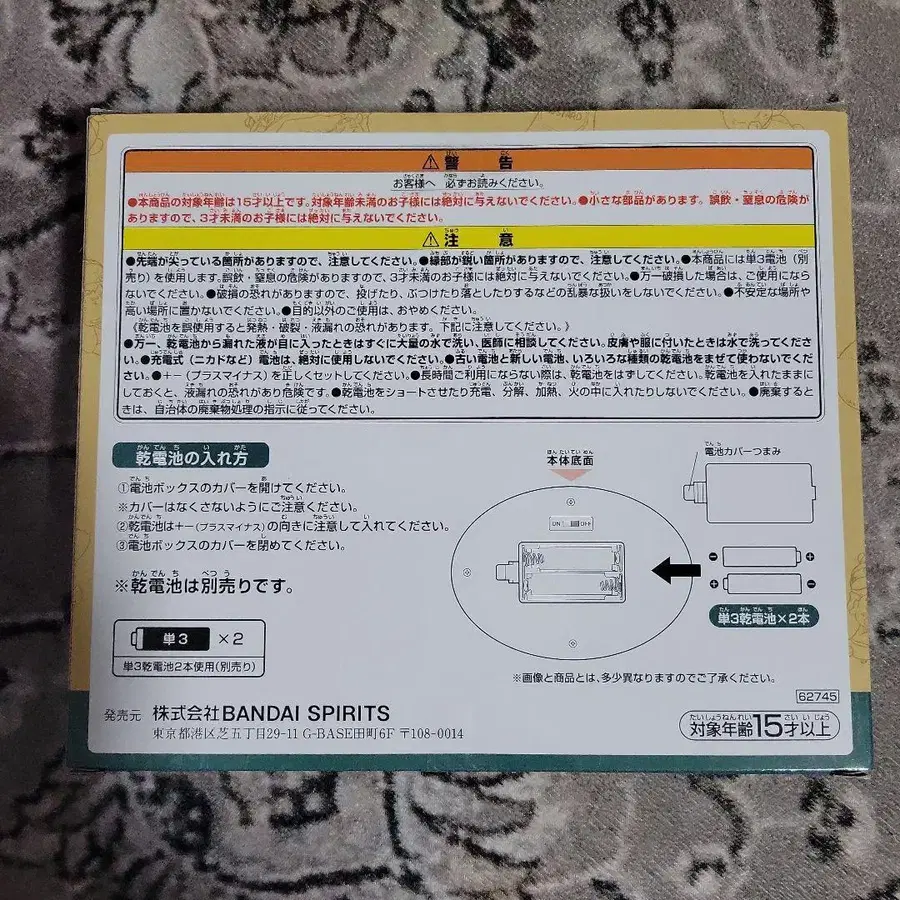 ⚠警告
お客様へ 必ずお読みください。
●本商品の対象年齢は15才以上です。対象年齢未満のお子様には絶対に与えないでください。●小さな部品があります。誤飲・窒息の危険が
ありますので、3才未満のお子様には絶対に与えないでください。
⚠注意
●先端が尖っている箇所がありますので、注意してください。●縁部が鋭い箇所がありますので、注意してください。●本商品には単3電池(別
売り)を使用します。誤飲・窒息の危険がありますので、3才未満のお子様には絶対に与えないでください。●万一破損した場合は、ご使用になら
ないでください。●破損の恐れがありますので、投げたり、ぶつけたり落としたりするなどの乱暴な扱いをしないでください。●不安定な場所や
高い場所に置かないでください。●目的以外のご使用は、おやめください。
《乾電池を誤使用すると発熱・破裂・液漏れの恐れがあります。下記に注意してください。》
●万一、乾電池から漏れた液が目に入ったときはすぐに大量の水で洗い、医師に相談してください。皮膚や服に付いたときは水で洗ってくださ
い。●充電式(ニカドなど)電池は、絶対に使用しないでください。●古い電池と新しい電池、いろいろな種類の乾電池をまぜて使わないでくだ
さい。●+−(プラスマイナス)を正しくセットしてください。●長時間ご利用にならない際は、乾電池をはずしてください。乾電池を入れたままに
しておくと、液漏れの恐れがあり危険です。●乾電池をショートさせたり充電、分解、加熱、火の中に入れたりしないでください。●廃棄すると
きは、自治体の廃棄物処理の指示に従ってください。
乾電池の入れ方
①電池ボックスのカバーを開けてください。
※カバーはなくさないようにご注意ください。
②乾電池は+−(プラスマイナス)の向きに注意して入れてください。
③電池ボックスのカバーを閉めてください。
※乾電池は別売りです。
単3 ×2
単3乾電池2本使用(別売り)
本体底面
電池カバーつまみ
ON OFF
− +
+ −
単3乾電池×2本
※画像と商品とは、多少異なりますのでご了承ください。
62745
発売元 株式会社BANDAI SPIRITS
東京都港区芝五丁目29-11 G-BASE田町6F 〒108-0014
対象年齢15才以上